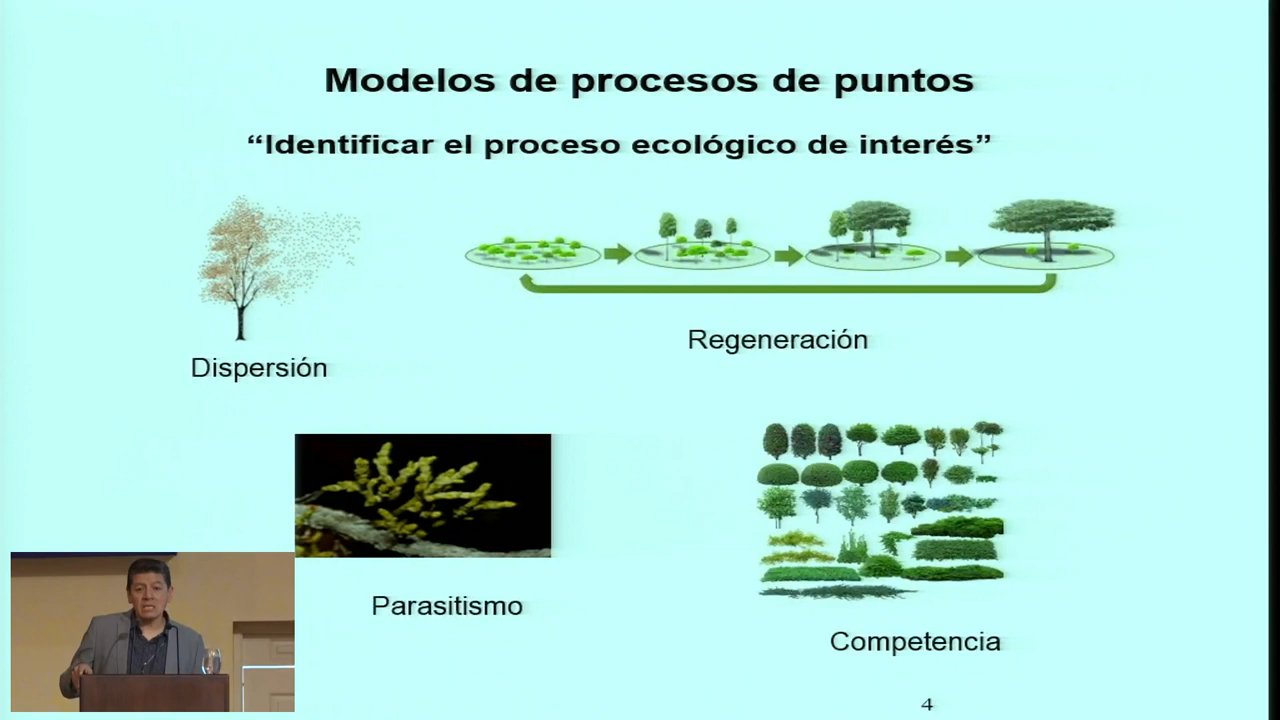 Modelos de procesos de puntos
“Identificar el proceso ecológico de interés”
Dispersión
Regeneración
Parasitismo
Competencia
4